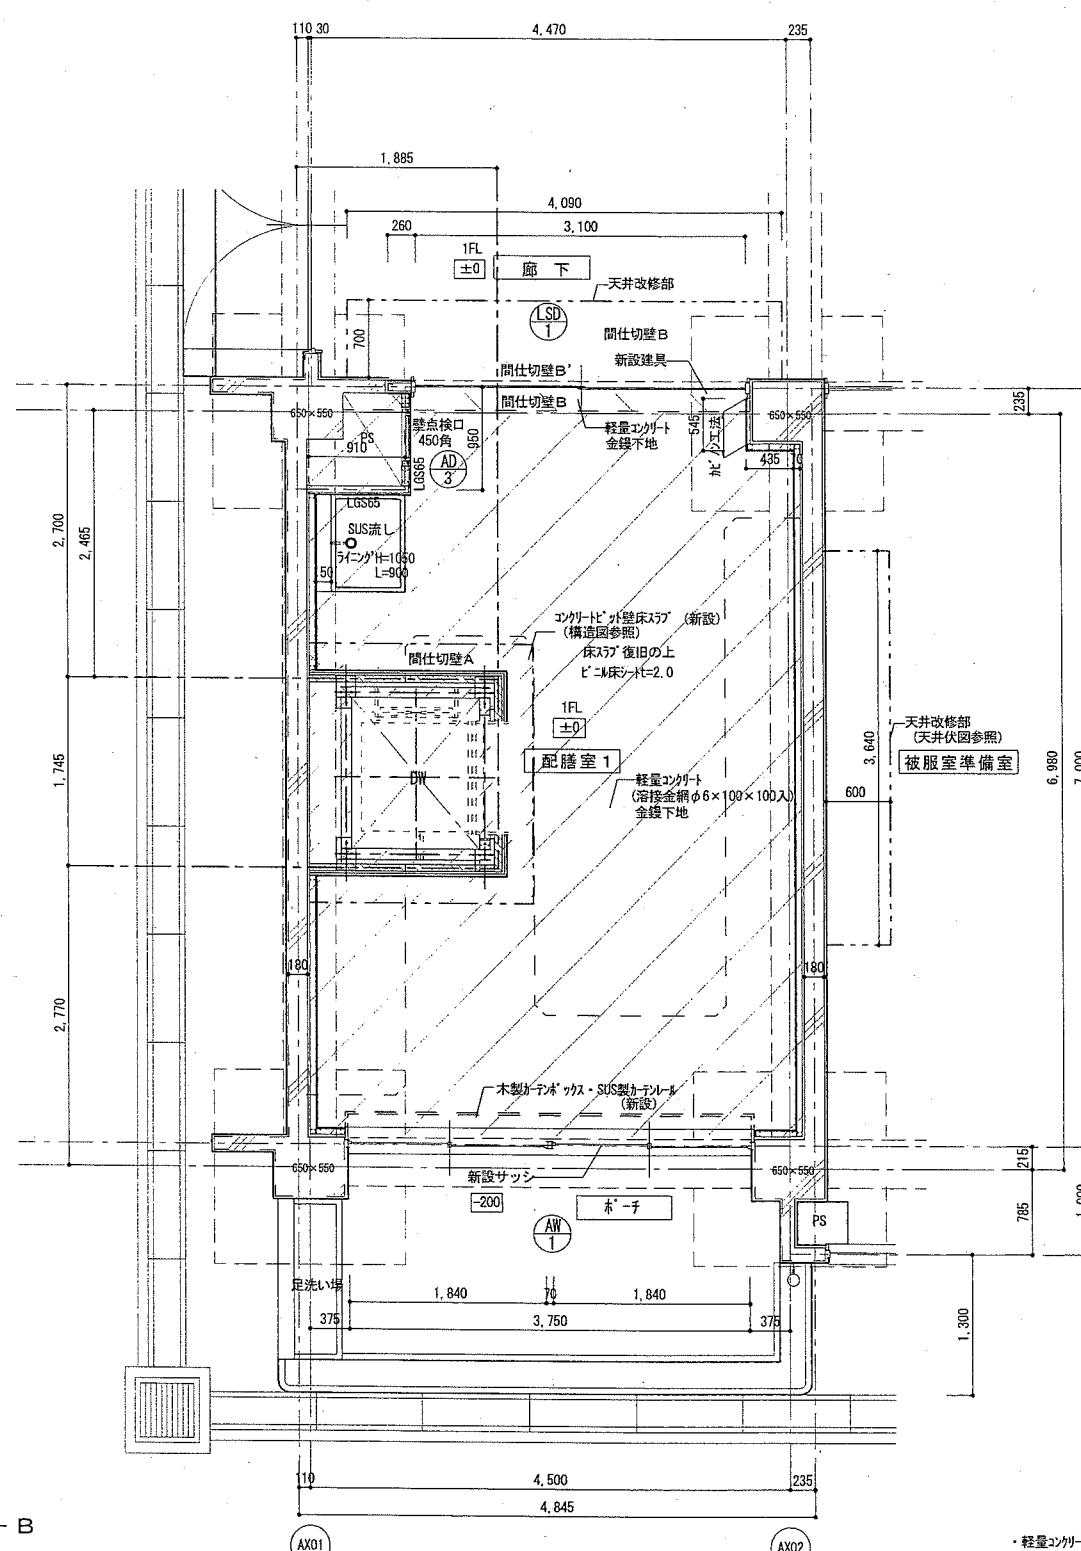 110 30
4,470
235
1,885
4,090
260
3,100
1FL
±0
廊下
天井改修部
LSD
1
700
間仕切壁B
新設建具
間仕切壁B'
間仕切壁B
650×550
PS
910
壁点検口
450角
AD
3
LGS65
950
軽量コンクリート
金鏝下地
545
カビノン工法
435
650×550
235
LGS65
SUS流し
ライニングH=1050
L=900
50
2,700
2,465
コンクリートピット壁床スラブ(新設)
(構造図参照)
床スラブ復旧の上
ビニル床シートt=2.0
間仕切壁A
1FL
±0
配膳室1
DW
軽量コンクリート
(溶接金網φ6×100×100入)
金鏝下地
1,745
3,640
天井改修部
(天井伏図参照)
被服室準備室
600
6,980
7,000
180
180
2,770
木製カーテンボックス・SUS製カーテンレール
(新設)
650×550
新設サッシ
650×550
-200
ポーチ
AW
1
PS
215
785
足洗い場
1,840
70
1,840
375
3,750
375
1,300
110
4,500
235
4,845
- B
AX01
AX02
・軽量コンクリー